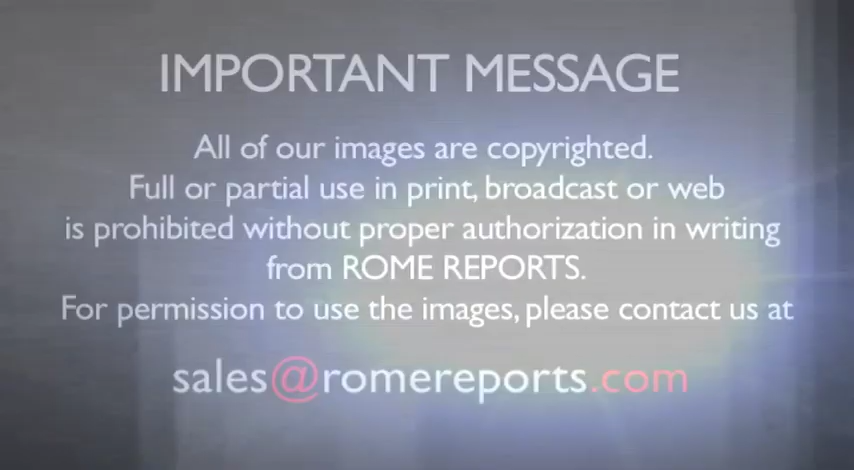 IMPORTANT MESSAGE
All of our images are copyrighted.
Full or partial use in print, broadcast or web
is prohibited without proper authorization in writing
from ROME REPORTS.
For permission to use the images, please contact us at
sales@romereports.com